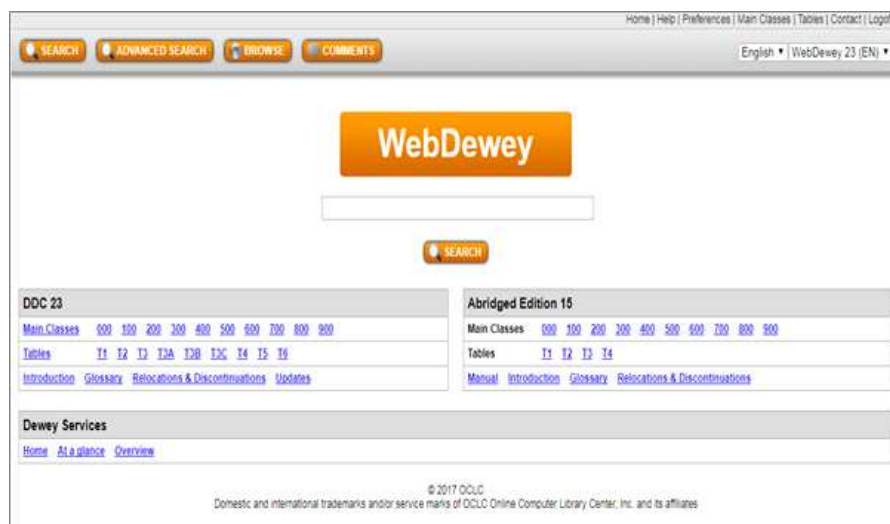 Home | Help | Preferences | Main Classes | Tables | Contact | Logoff
SEARCH ADVANCED SEARCH BROWSE COMMENTS
English WebDewey 23 (EN)
WebDewey
SEARCH
DDC 23
Main Classes 000 100 200 300 400 500 600 700 800 900
Tables T1 T2 T3 T3A T3B T3C T4 T5 T6
Introduction Glossary Relocations & Discontinuations Updates
Abridged Edition 15
Main Classes 000 100 200 300 400 500 600 700 800 900
Tables T1 T2 T3 T4
Manual Introduction Glossary Relocations & Discontinuations
Dewey Services
Home At a glance Overview
© 2017 OCLC
Domestic and international trademarks and/or service marks of OCLC Online Computer Library Center, Inc. and its affiliates